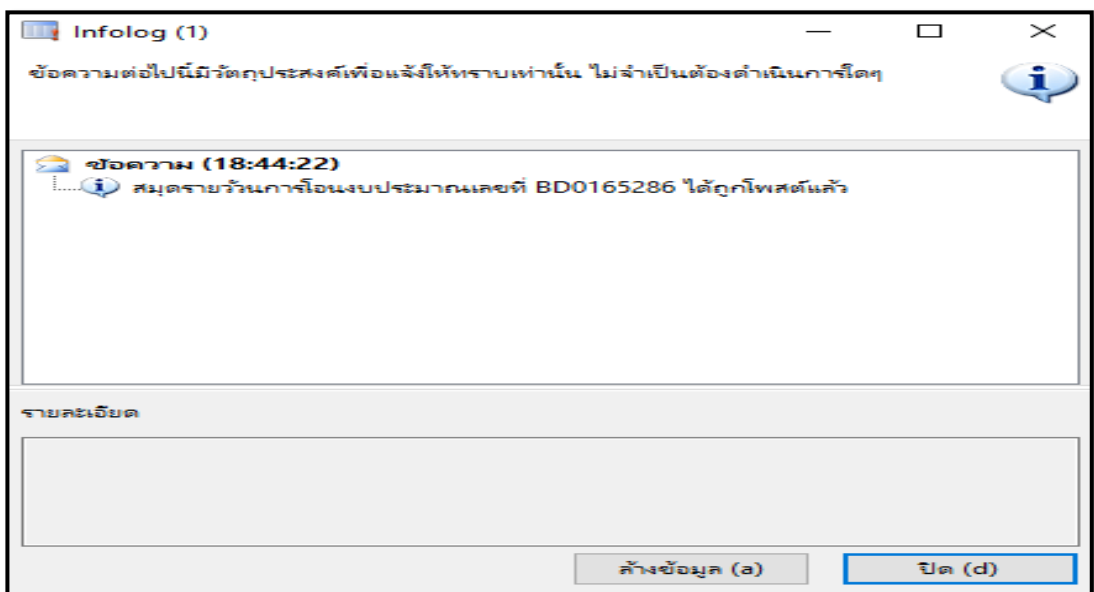 Infolog (1)
ข้อความต่อไปนี้มีวัตถุประสงค์เพื่อแจ้งให้ทราบเท่านั้น ไม่จำเป็นต้องดำเนินการใดๆ
ข้อความ (18:44:22)
สมุดรายวันการโอนงบประมาณเลขที่ BD0165286 ได้ถูกโพสต์แล้ว
รายละเอียด
ล้างข้อมูล (a)
ปิด (d)